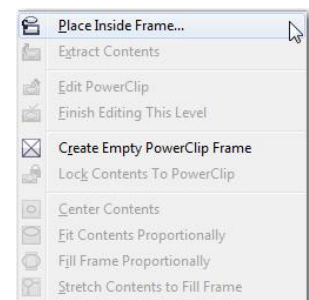 Place Inside Frame...
Extract Contents
Edit PowerClip
Finish Editing This Level
Create Empty PowerClip Frame
Lock Contents To PowerClip
Center Contents
Fit Contents Proportionally
Fill Frame Proportionally
Stretch Contents to Fill Frame